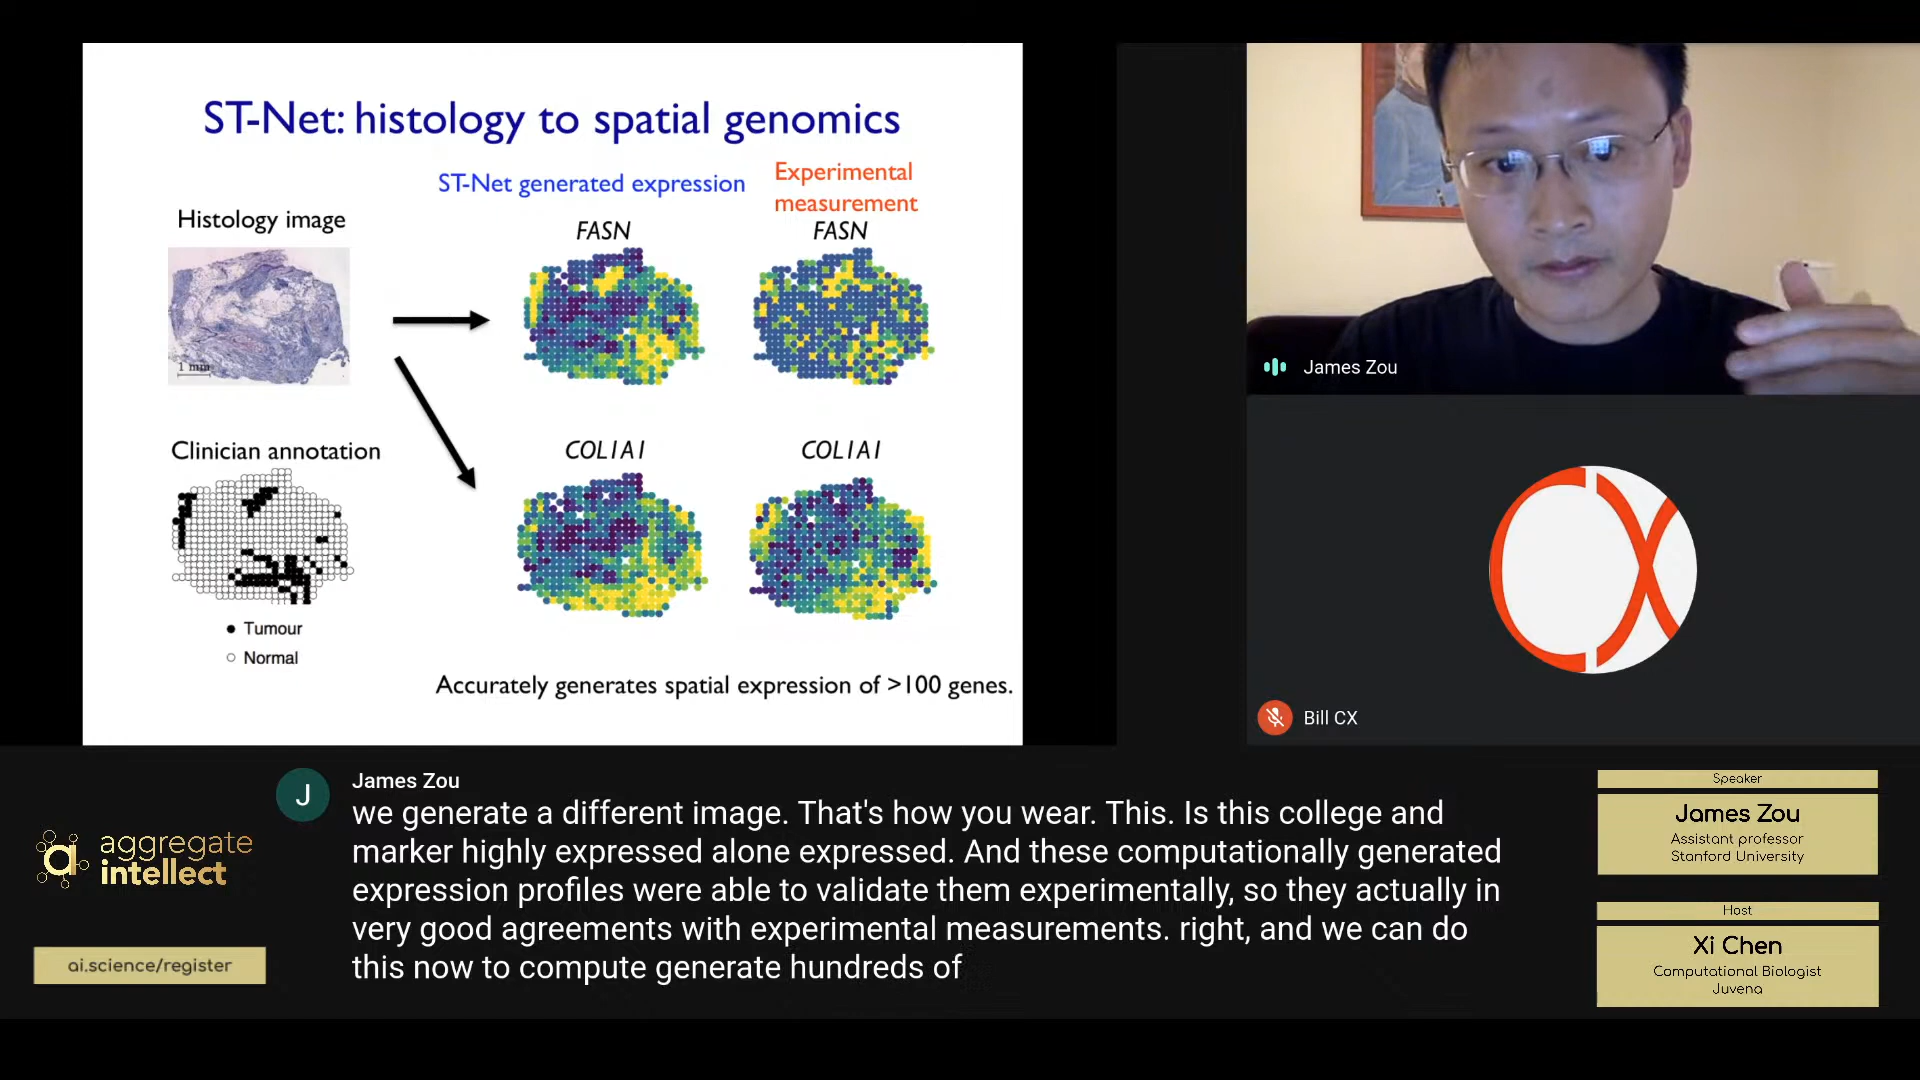 ST-Net: histology to spatial genomics
ST-Net generated expression
Experimental
measurement
Histology image
FASN
FASN
1 mm
Clinician annotation
COL1A1
COL1A1
Tumour
Normal
Accurately generates spatial expression of >100 genes.
James Zou
Bill CX
J
James Zou
we generate a different image. That's how you wear. This. Is this college and
marker highly expressed alone expressed. And these computationally generated
expression profiles were able to validate them experimentally, so they actually in
very good agreements with experimental measurements. right, and we can do
this now to compute generate hundreds of
aggregate
intellect
ai.science/register
Speaker
James Zou
Assistant professor
Stanford University
Host
Xi Chen
Computational Biologist
Juvena